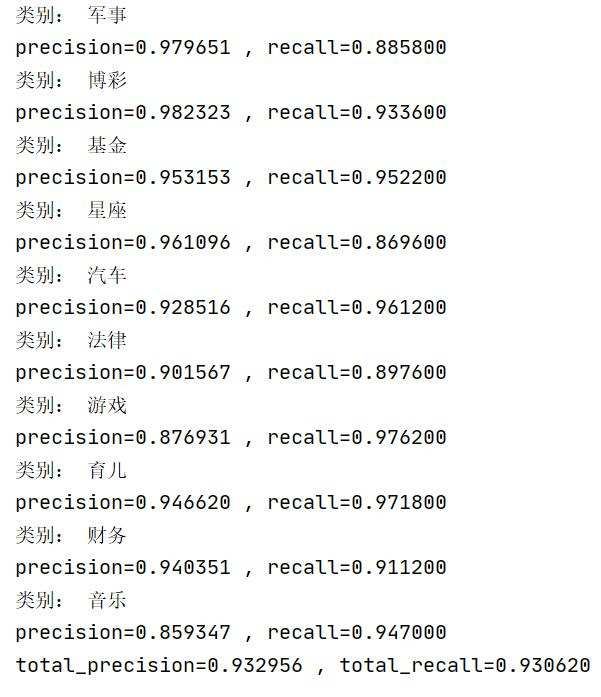 类别： 军事
precision=0.979651 , recall=0.885800
类别： 博彩
precision=0.982323 , recall=0.933600
类别： 基金
precision=0.953153 , recall=0.952200
类别： 星座
precision=0.961096 , recall=0.869600
类别： 汽车
precision=0.928516 , recall=0.961200
类别： 法律
precision=0.901567 , recall=0.897600
类别： 游戏
precision=0.876931 , recall=0.976200
类别： 育儿
precision=0.946620 , recall=0.971800
类别： 财务
precision=0.940351 , recall=0.911200
类别： 音乐
precision=0.859347 , recall=0.947000
total_precision=0.932956 , total_recall=0.930620